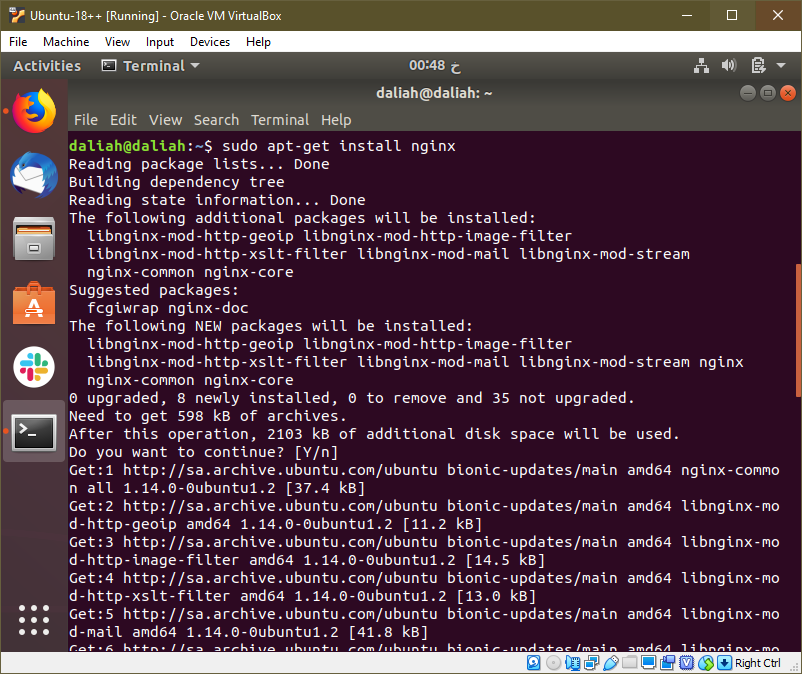 Ubuntu-18++ [Running] - Oracle VM VirtualBox
File Machine View Input Devices Help
Activities Terminal 00:48 خ
daliah@daliah: ~
File Edit View Search Terminal Help
daliah@daliah:~$ sudo apt-get install nginx
Reading package lists... Done
Building dependency tree
Reading state information... Done
The following additional packages will be installed:
libnginx-mod-http-geoip libnginx-mod-http-image-filter
libnginx-mod-http-xslt-filter libnginx-mod-mail libnginx-mod-stream
nginx-common nginx-core
Suggested packages:
fcgiwrap nginx-doc
The following NEW packages will be installed:
libnginx-mod-http-geoip libnginx-mod-http-image-filter
libnginx-mod-http-xslt-filter libnginx-mod-mail libnginx-mod-stream nginx
nginx-common nginx-core
0 upgraded, 8 newly installed, 0 to remove and 35 not upgraded.
Need to get 598 kB of archives.
After this operation, 2103 kB of additional disk space will be used.
Do you want to continue? [Y/n]
Get:1 http://sa.archive.ubuntu.com/ubuntu bionic-updates/main amd64 nginx-commo
n all 1.14.0-0ubuntu1.2 [37.4 kB]
Get:2 http://sa.archive.ubuntu.com/ubuntu bionic-updates/main amd64 libnginx-mo
d-http-geoip amd64 1.14.0-0ubuntu1.2 [11.2 kB]
Get:3 http://sa.archive.ubuntu.com/ubuntu bionic-updates/main amd64 libnginx-mo
d-http-image-filter amd64 1.14.0-0ubuntu1.2 [14.5 kB]
Get:4 http://sa.archive.ubuntu.com/ubuntu bionic-updates/main amd64 libnginx-mo
d-http-xslt-filter amd64 1.14.0-0ubuntu1.2 [13.0 kB]
Get:5 http://sa.archive.ubuntu.com/ubuntu bionic-updates/main amd64 libnginx-mo
d-mail amd64 1.14.0-0ubuntu1.2 [41.8 kB]
Get:6 http://sa.archive.ubuntu.com/ubuntu bionic-updates/main amd64 libnginx-mo
Right Ctrl